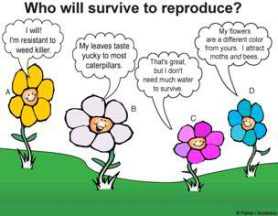 Who will survive to reproduce?
I will!
I'm resistant to
weed killer.
My leaves taste
yucky to most
caterpillars.
That's great,
but I don't
need much water
to survive.
My flowers
are a different color
from yours. I attract
moths and bees.
A
B
C
D